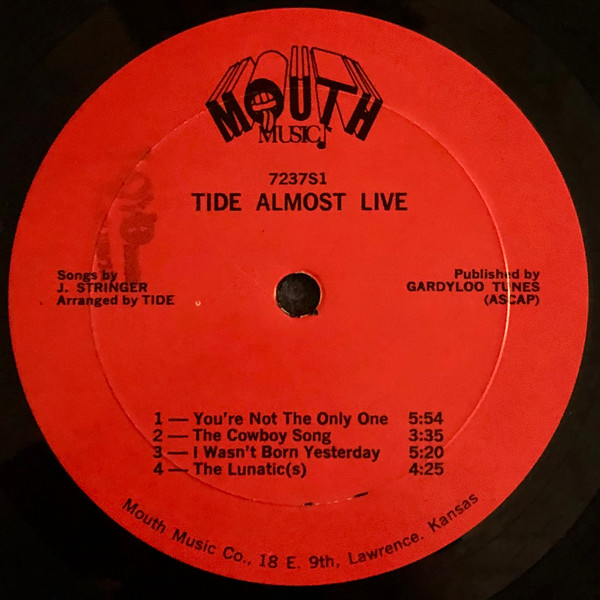 MOUTH
MUSIC
7237S1
TIDE ALMOST LIVE
Songs by
J. STRINGER
Arranged by TIDE
Published by
GARDYLOO TUNES
(ASCAP)
1 — You're Not The Only One 5:54
2 — The Cowboy Song 3:35
3 — I Wasn't Born Yesterday 5:20
4 — The Lunatic(s) 4:25
Mouth Music Co., 18 E. 9th, Lawrence, Kansas